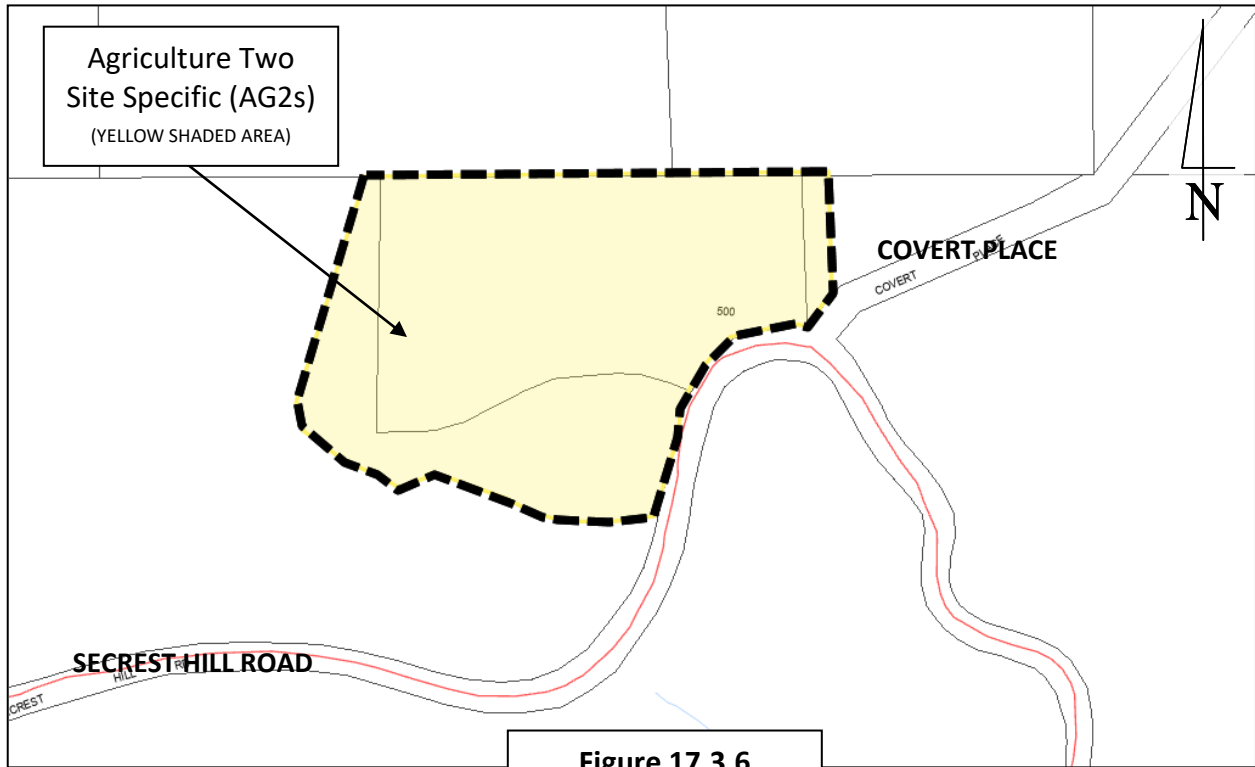 Agriculture Two
Site Specific (AG2s)
(YELLOW SHADED AREA)
N
COVERT PLACE
COVERT PLACE
500
SECREST HILL ROAD
CREST HILL R
Figure 17.3.6